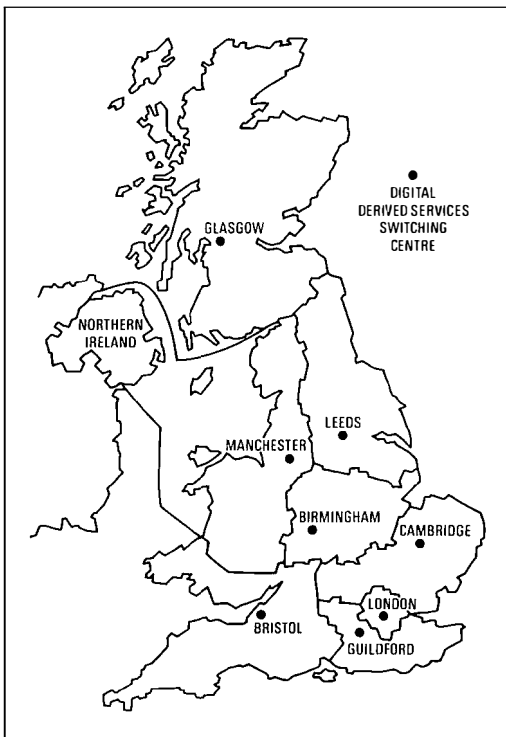 DIGITAL
DERIVED SERVICES
SWITCHING
CENTRE
GLASGOW
NORTHERN
IRELAND
LEEDS
MANCHESTER
BIRMINGHAM
CAMBRIDGE
LONDON
BRISTOL
GUILDFORD